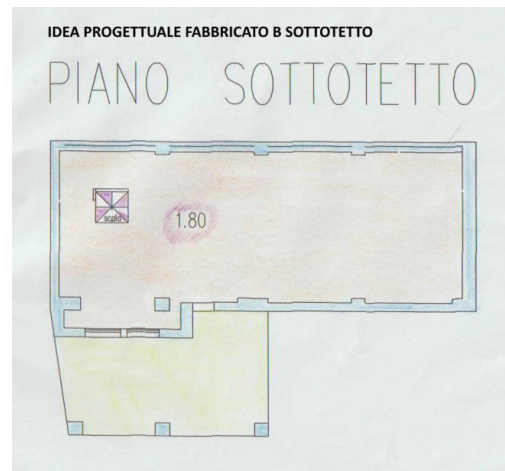 IDEA PROGETTUALE FABBRICATO B SOTTOTETTO
PIANO SOTTOTETTO
1.80
scala